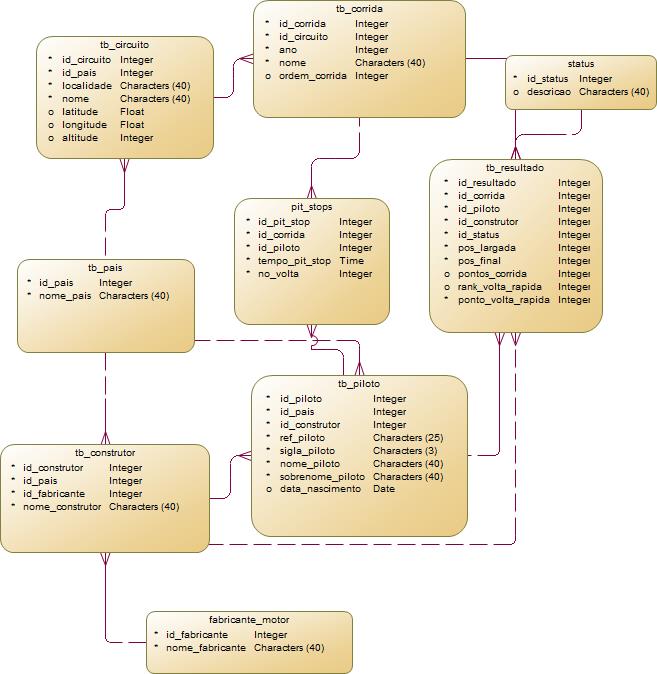 tb_corrida
* id_corrida Integer
* id_circuito Integer
* ano Integer
* nome Characters (40)
o ordem_corrida Integer
tb_circuito
* id_circuito Integer
* id_pais Integer
* localidade Characters (40)
* nome Characters (40)
o latitude Float
o longitude Float
o altitude Integer
status
* id_status Integer
o descricao Characters (40)
tb_resultado
* id_resultado Integer
* id_corrida Integer
* id_piloto Integer
* id_construtor Integer
* id_status Integer
* pos_largada Integer
* pos_final Integer
o pontos_corrida Integer
o rank_volta_rapida Integer
* ponto_volta_rapida Integer
pit_stops
* id_pit_stop Integer
* id_corrida Integer
* id_piloto Integer
* tempo_pit_stop Time
* no_volta Integer
tb_pais
* id_pais Integer
* nome_pais Characters (40)
tb_piloto
* id_piloto Integer
* id_pais Integer
* id_construtor Integer
* ref_piloto Characters (25)
* sigla_piloto Characters (3)
* nome_piloto Characters (40)
* sobrenome_piloto Characters (40)
o data_nascimento Date
tb_construtor
* id_construtor Integer
* id_pais Integer
* id_fabricante Integer
* nome_construtor Characters (40)
fabricante_motor
* id_fabricante Integer
* nome_fabricante Characters (40)